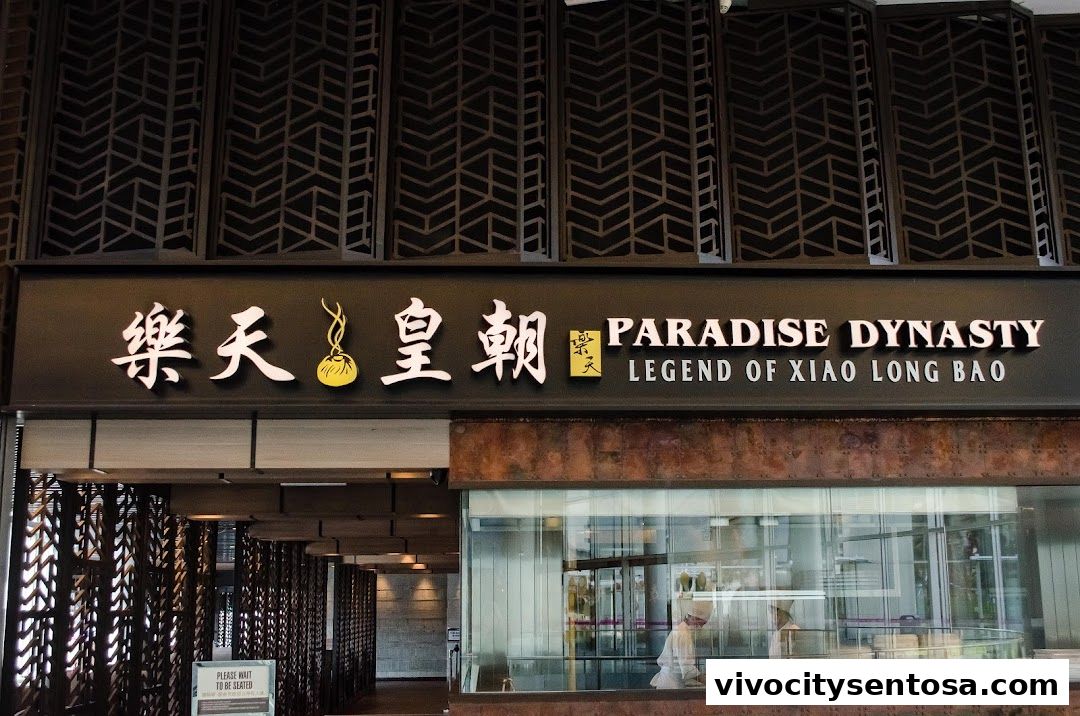 樂天皇朝
樂天
PARADISE DYNASTY
LEGEND OF XIAO LONG BAO
PLEASE WAIT
TO BE SEATED
vivocitysentosa.com